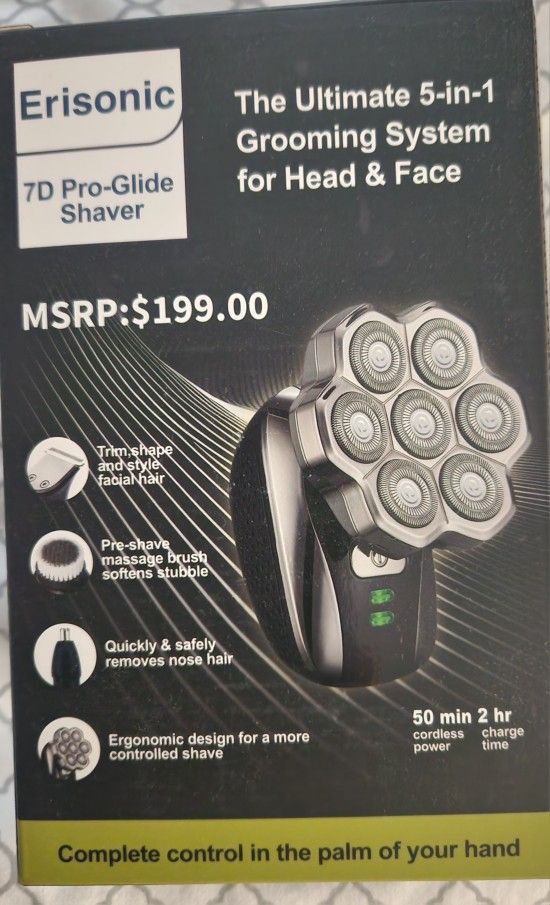 Erisonic
7D Pro-Glide
Shaver
The Ultimate 5-in-1
Grooming System
for Head & Face
MSRP:$199.00
Trim,shape
and style
facial hair
Pre-shave
massage brush
softens stubble
Quickly & safely
removes nose hair
Ergonomic design for a more
controlled shave
50 min 2 hr
cordless charge
power time
Complete control in the palm of your hand